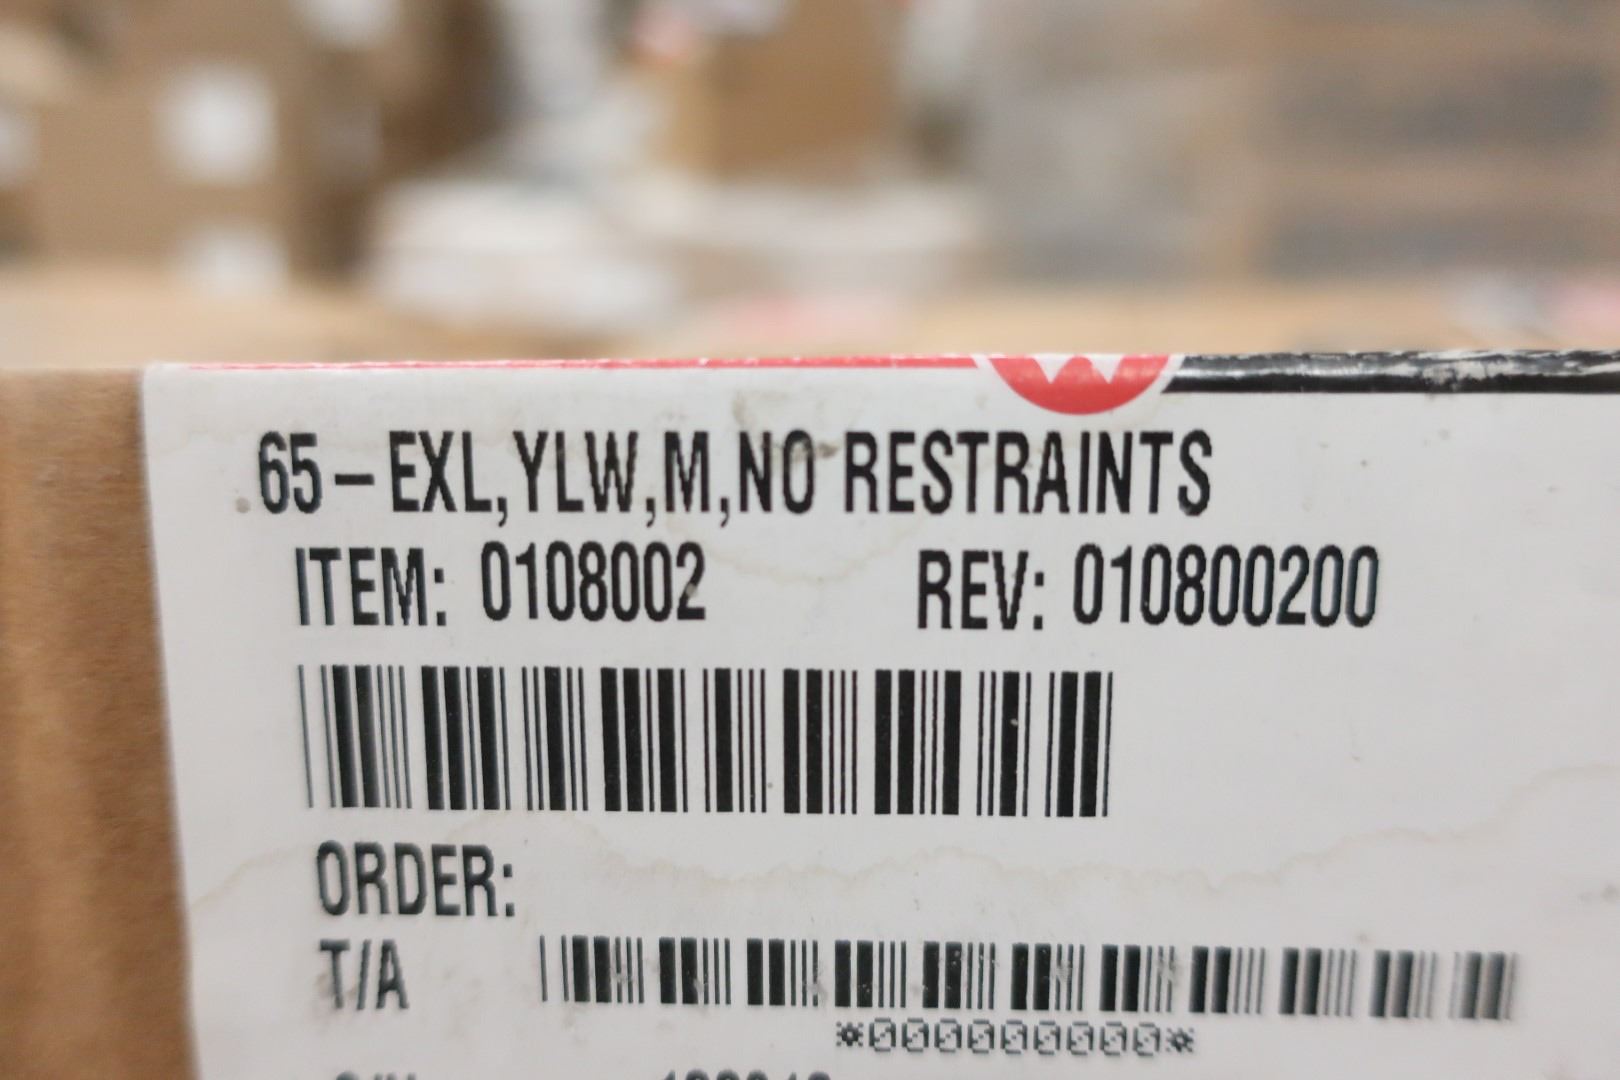 65-EXL,YLW,M,NO RESTRAINTS
ITEM: 0108002 REV: 010800200
ORDER:
T/A
*000000000*